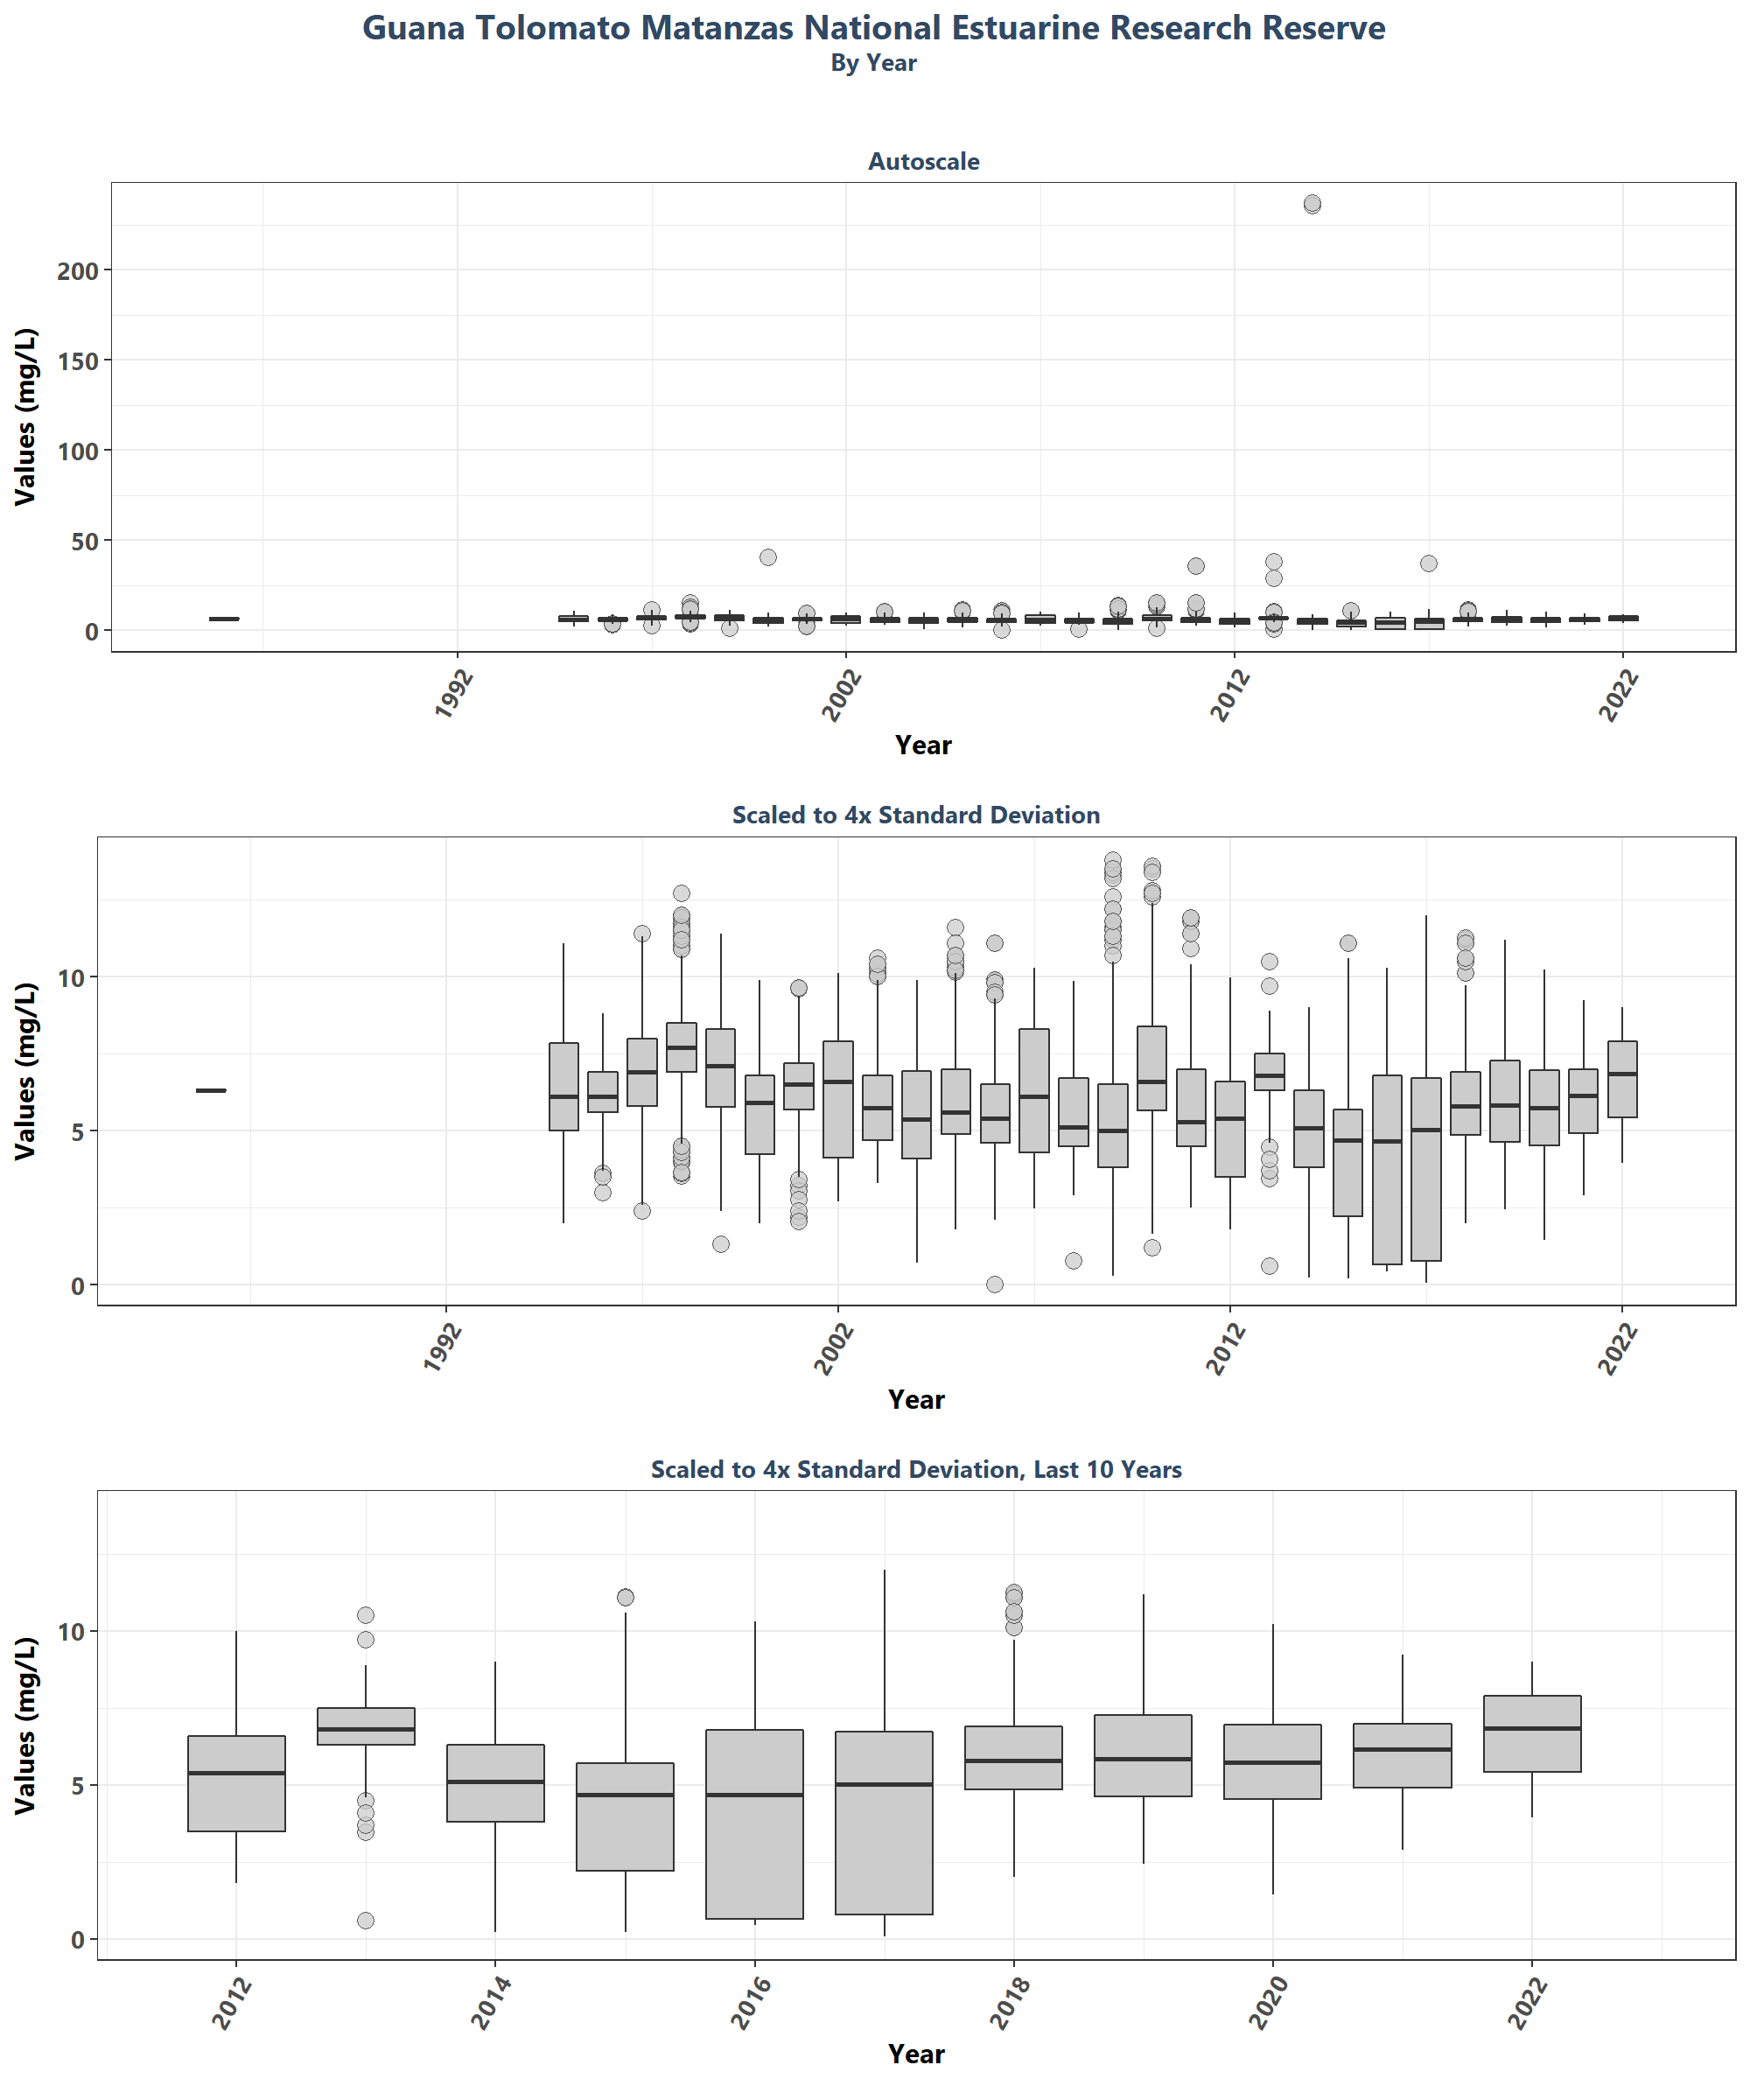 Guana Tolomato Matanzas National Estuarine Research Reserve
By Year
Autoscale
Values (mg/L)
200
150
100
50
0
1992
2002
2012
2022
Year
Scaled to 4x Standard Deviation
Values (mg/L)
10
5
0
1992
2002
2012
2022
Year
Scaled to 4x Standard Deviation, Last 10 Years
Values (mg/L)
10
5
0
2012
2014
2016
2018
2020
2022
Year